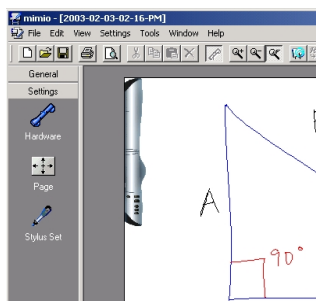 mimio - [2003-02-03-02-16-PM]
File Edit View Settings Tools Window Help
General
Settings
Hardware
Page
Stylus Set
A
90°